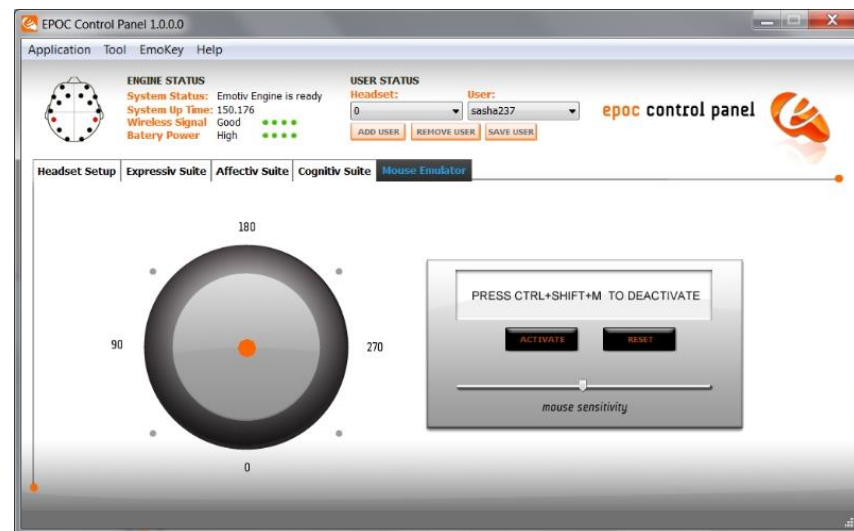 EPOC Control Panel 1.0.0.0
Application Tool EmoKey Help
ENGINE STATUS
System Status: Emotiv Engine is ready
System Up Time: 150.176
Wireless Signal Good
Batery Power High
USER STATUS
Headset: User:
0 sasha237
ADD USER REMOVE USER SAVE USER
epoc control panel
Headset Setup Expressiv Suite Affectiv Suite Cognitiv Suite Mouse Emulator
180
90
270
0
PRESS CTRL+SHIFT+M TO DEACTIVATE
ACTIVATE RESET
mouse sensitivity